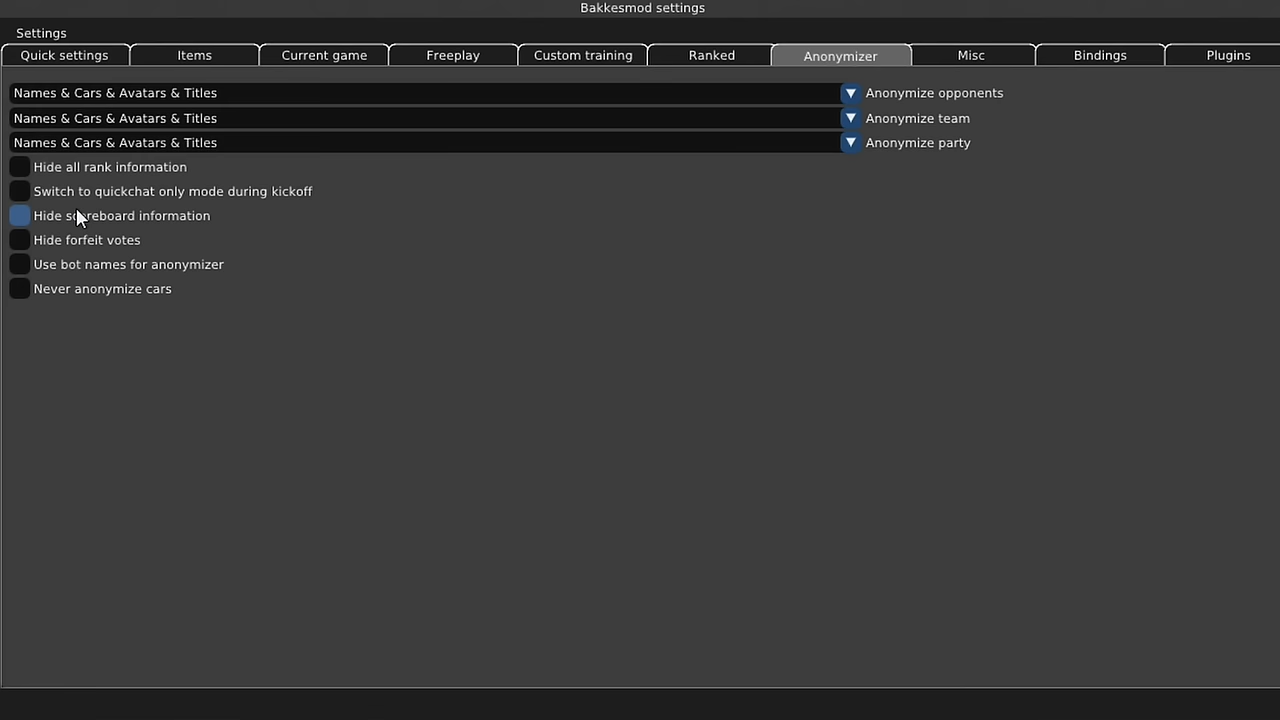 Bakkesmod settings
Settings
Quick settings Items Current game Freeplay Custom training Ranked Anonymizer Misc Bindings Plugins
Names & Cars & Avatars & Titles Anonymize opponents
Names & Cars & Avatars & Titles Anonymize team
Names & Cars & Avatars & Titles Anonymize party
Hide all rank information
Switch to quickchat only mode during kickoff
Hide scoreboard information
Hide forfeit votes
Use bot names for anonymizer
Never anonymize cars